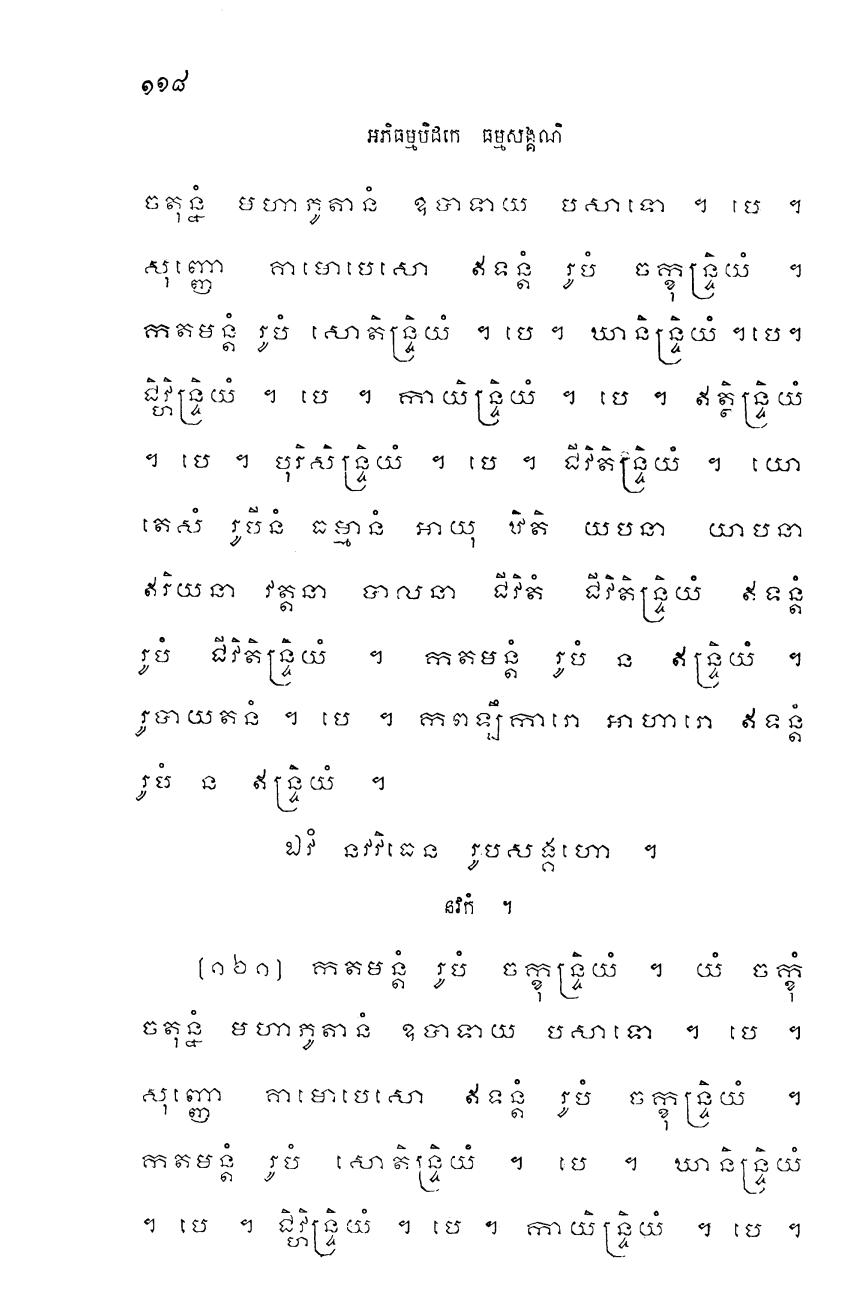 ១១៨
អភិធម្មបិដកេ ធម្មសង្គណិ
ចតុន្នំ មហាភូតានំ ឧបាទាយ បសាទោ ។ បេ ។
សុញ្ញោ គាមោបេសោ ឥទន្តំ រូបំ ចក្ខុន្ទ្រិយំ ។
កតមន្តំ រូបំ សោតិន្ទ្រិយំ ។ បេ ។ ឃានិន្ទ្រិយំ ។បេ។
ជិវ្ហិន្ទ្រិយំ ។ បេ ។ កាយិន្ទ្រិយំ ។ បេ ។ ឥត្ថិន្ទ្រិយំ
។ បេ ។ បុរិសិន្ទ្រិយំ ។ បេ ។ ជីវិតិន្ទ្រិយំ ។ យោ
តេសំ រូបីនំ ធម្មានំ អាយុ ឋិតិ យបនា យាបនា
ឥរិយនា វត្តនា បាលនា ជីវិតំ ជីវិតិន្ទ្រិយំ ឥទន្តំ
រូបំ ជីវិតិន្ទ្រិយំ ។ កតមន្តំ រូបំ ន ឥន្ទ្រិយំ ។
រូបាយតនំ ។ បេ ។ កពឡឹការោ អាហារោ ឥទន្តំ
រូបំ ន ឥន្ទ្រិយំ ។
ឯវំ នវវិធេន រូបសង្គហោ ។
នវកំ ។
[១៦១] កតមន្តំ រូបំ ចក្ខុន្ទ្រិយំ ។ យំ ចក្ខុំ
ចតុន្នំ មហាភូតានំ ឧបាទាយ បសាទោ ។ បេ ។
សុញ្ញោ គាមោបេសោ ឥទន្តំ រូបំ ចក្ខុន្ទ្រិយំ ។
កតមន្តំ រូបំ សោតិន្ទ្រិយំ ។ បេ ។ ឃានិន្ទ្រិយំ
។ បេ ។ ជិវ្ហិន្ទ្រិយំ ។ បេ ។ កាយិន្ទ្រិយំ ។ បេ ។